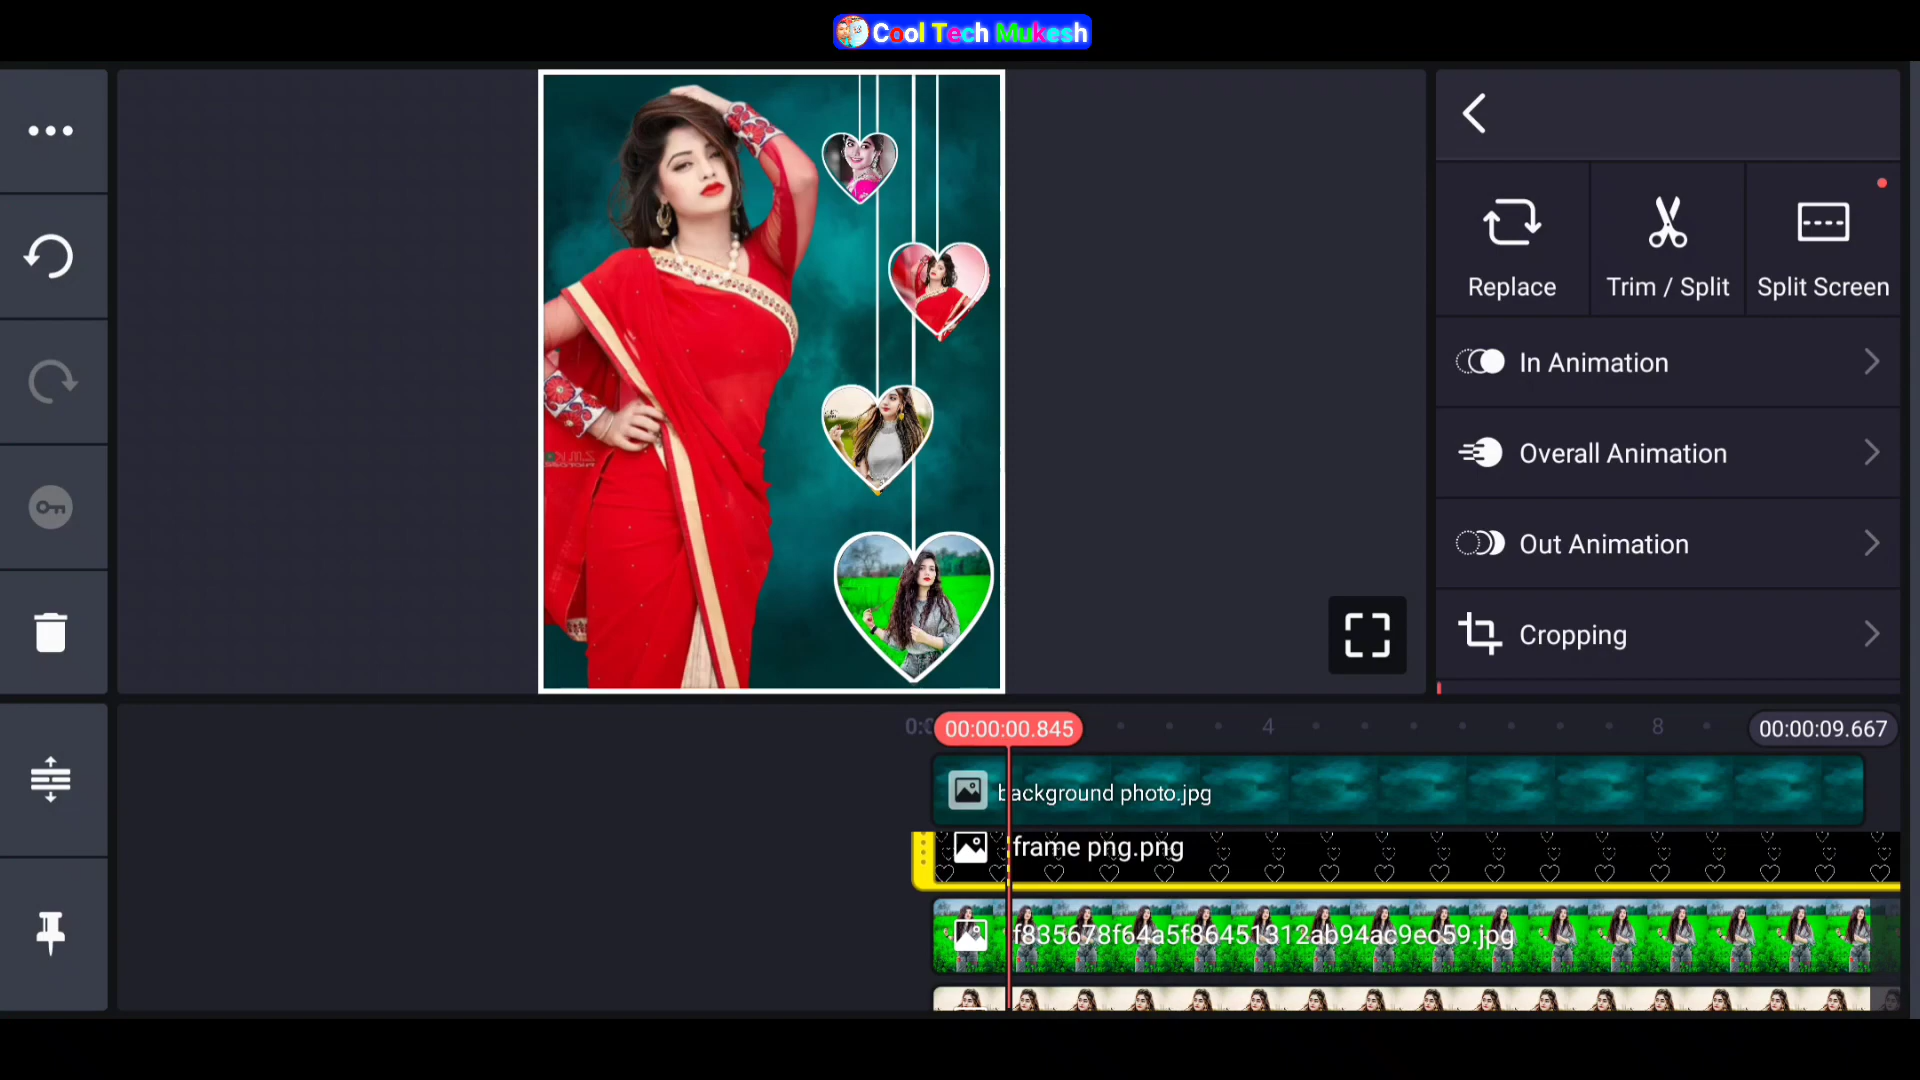 Cool Tech Mukesh
Replace
Trim / Split
Split Screen
In Animation
Overall Animation
Out Animation
Cropping
00:00:00.845
4
8
00:00:09.667
background photo.jpg
frame png.png
f835678f64a5f86451312ab94ac9ec59.jpg